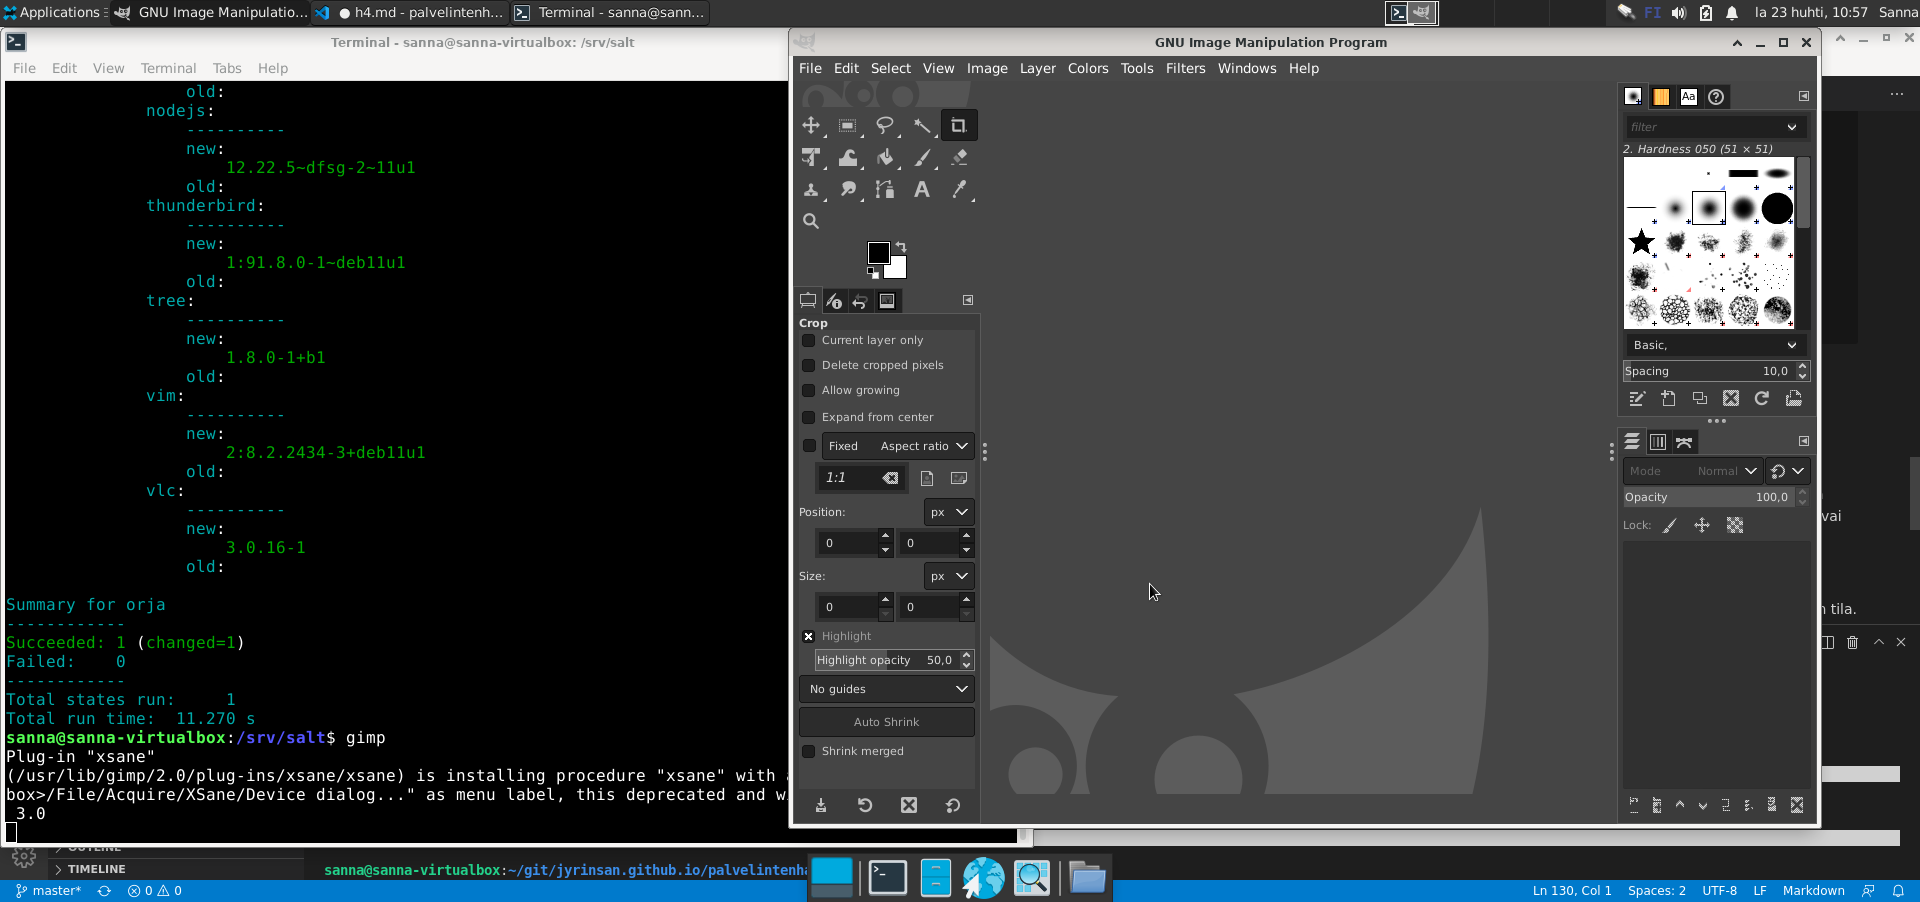 Applications
GNU Image Manipulatio...
● h4.md - palvelintenh...
Terminal - sanna@sann...
FI
la 23 huhti, 10:57
Sanna
Terminal - sanna@sanna-virtualbox: /srv/salt
File Edit View Terminal Tabs Help
old:
nodejs:
----------
new:
12.22.5~dfsg-2~11u1
old:
thunderbird:
----------
new:
1:91.8.0-1~deb11u1
old:
tree:
----------
new:
1.8.0-1+b1
old:
vim:
----------
new:
2:8.2.2434-3+deb11u1
old:
vlc:
----------
new:
3.0.16-1
old:
Summary for orja
------------
Succeeded: 1 (changed=1)
Failed:    0
------------
Total states run:     1
Total run time:  11.270 s
sanna@sanna-virtualbox:/srv/salt$ gimp
Plug-in "xsane"
(/usr/lib/gimp/2.0/plug-ins/xsane/xsane) is installing procedure "xsane" with
box>/File/Acquire/XSane/Device dialog..." as menu label, this deprecated and
3.0
GNU Image Manipulation Program
File Edit Select View Image Layer Colors Tools Filters Windows Help
Crop
Current layer only
Delete cropped pixels
Allow growing
Expand from center
Fixed Aspect ratio
1:1
Position: px
0 0
Size: px
0 0
Highlight
Highlight opacity 50,0
No guides
Auto Shrink
Shrink merged
Aa
filter
2. Hardness 050 (51 × 51)
Basic,
Spacing 10,0
Mode Normal
Opacity 100,0
Lock:
vai
tila.
OUTLINE
TIMELINE
sanna@sanna-virtualbox:~/git/jyrinsan.github.io/palvelintenh
master*
0 0
Ln 130, Col 1
Spaces: 2
UTF-8
LF
Markdown